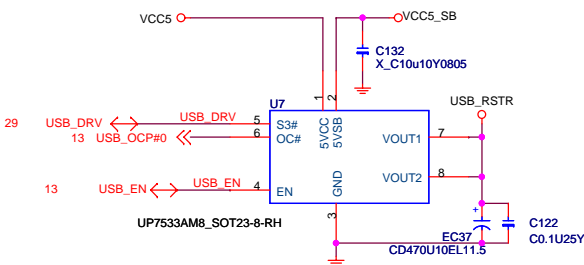 VCC5
VCC5_SB
C132
X_C10u10Y0805
1
2
U7
USB_RSTR
5VCC
5VSB
29 USB_DRV USB_DRV 5 S3#
13 USB_OCP#0 6 OC#
VOUT1 7
13 USB_EN USB_EN 4 EN
VOUT2 8
GND
3
UP7533AM8_SOT23-8-RH
+
EC37
CD470U10EL11.5
C122
C0.1U25Y